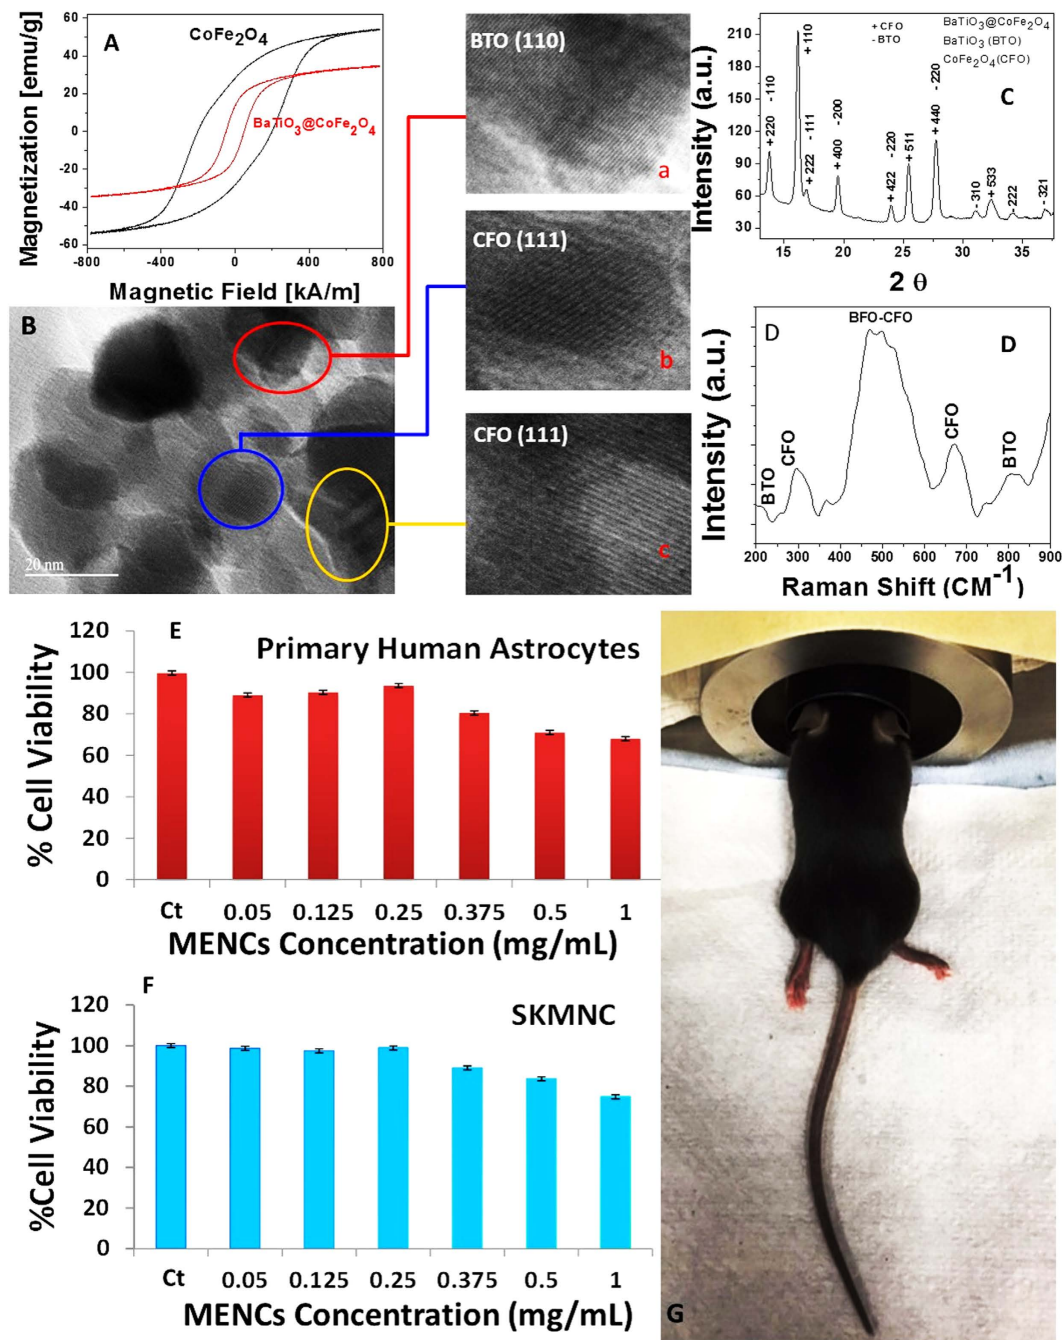 A
CoFe2O4
BaTiO3@CoFe2O4
Magnetization [emu/g]
60
40
20
0
-20
-40
-60
-800
-400
0
400
800
Magnetic Field [kA/m]
BTO (110)
a
CFO (111)
b
CFO (111)
c
B
20 nm
C
+ CFO
- BTO
BaTiO3@CoFe2O4
BaTiO3 (BTO)
CoFe2O4(CFO)
Intensity (a.u.)
210
180
150
120
90
60
30
+ 220 - 110
+ 110
+ 222 - 111
+ 400 - 200
+ 422 - 220
+ 511
+ 440 - 220
- 310
+ 533
- 222
- 321
15
20
25
30
35
2 θ
D
BFO-CFO
D
Intensity (a.u.)
BTO
CFO
CFO
BTO
200
300
400
500
600
700
800
900
Raman Shift (CM-1)
E
Primary Human Astrocytes
% Cell Viability
120
100
80
60
40
20
0
Ct
0.05
0.125
0.25
0.375
0.5
1
MENCs Concentration (mg/mL)
F
SKMNC
%Cell Viability
120
100
80
60
40
20
0
Ct
0.05
0.125
0.25
0.375
0.5
1
MENCs Concentration (mg/mL)
G